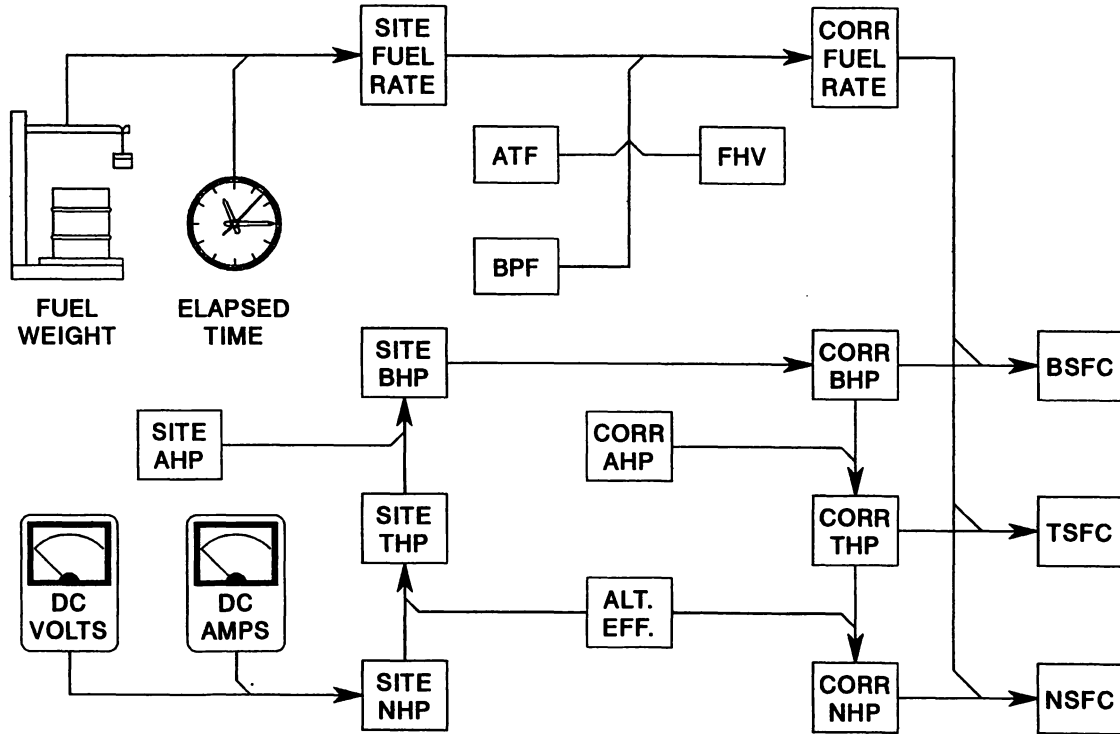 SITE
FUEL
RATE
CORR
FUEL
RATE
ATF
FHV
BPF
FUEL
WEIGHT
ELAPSED
TIME
SITE
BHP
CORR
BHP
BSFC
SITE
AHP
CORR
AHP
SITE
THP
CORR
THP
TSFC
DC
VOLTS
DC
AMPS
ALT.
EFF.
SITE
NHP
CORR
NHP
NSFC